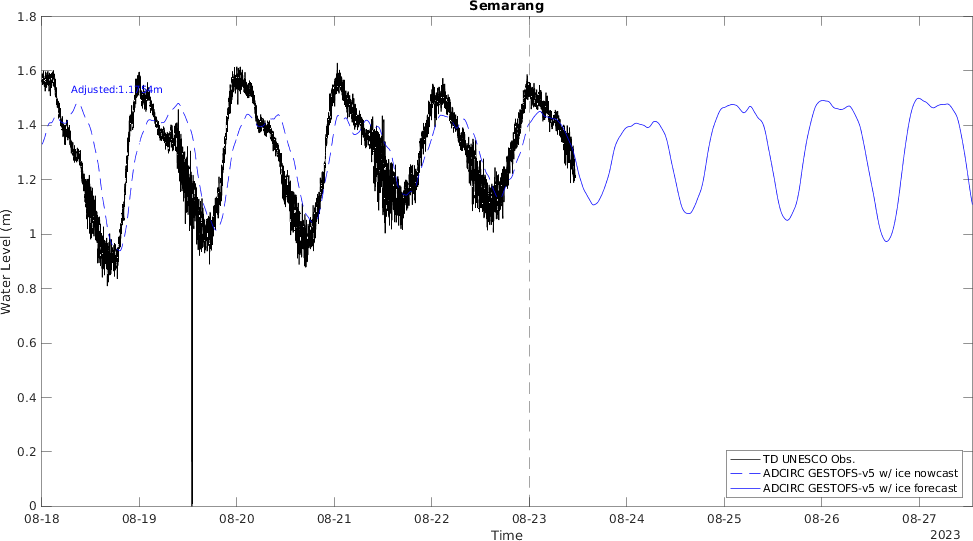 Semarang
1.8
1.6
1.4
1.2
1
0.8
0.6
0.4
0.2
0
Water Level (m)
08-18 08-19 08-20 08-21 08-22 08-23 08-24 08-25 08-26 08-27
Time
2023
TD UNESCO Obs.
ADCIRC GESTOFS-v5 w/ ice nowcast
ADCIRC GESTOFS-v5 w/ ice forecast